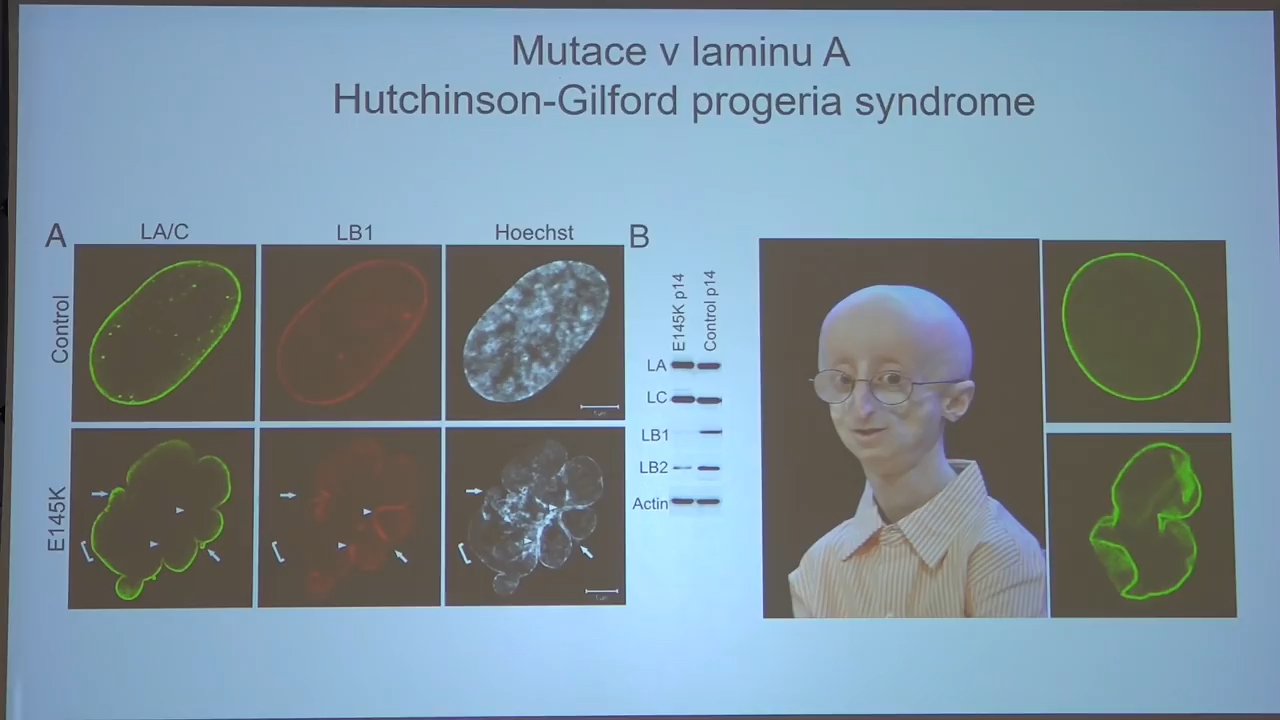 Mutace v laminu A
Hutchinson-Gilford progeria syndrome
A
LA/C
LB1
Hoechst
Control
E145K
B
E145K p14
Control p14
LA
LC
LB1
LB2
Actin